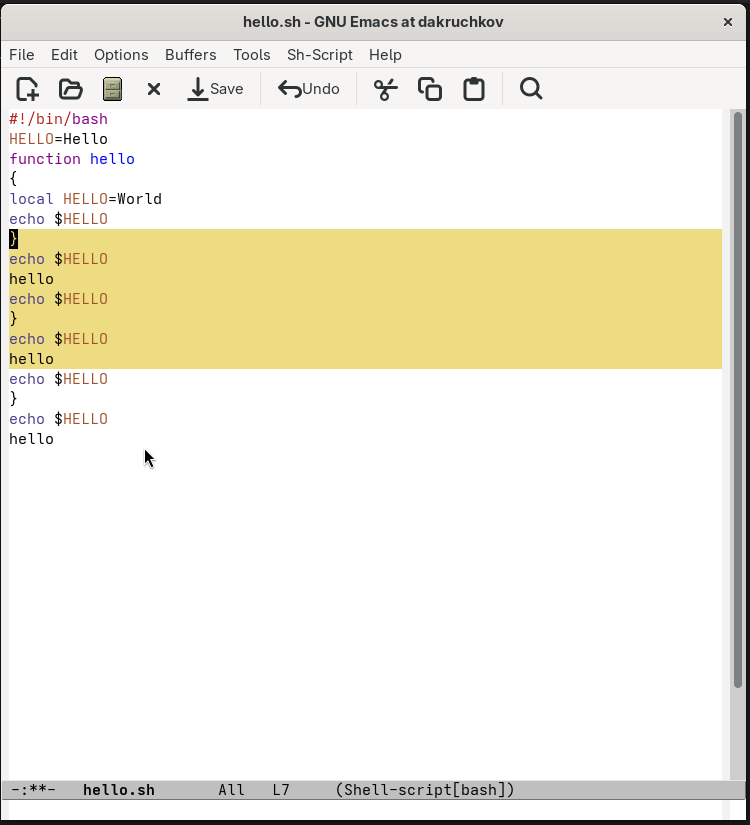 hello.sh - GNU Emacs at dakruchkov
File Edit Options Buffers Tools Sh-Script Help
Save Undo
#!/bin/bash
HELLO=Hello
function hello
{
local HELLO=World
echo $HELLO
}
echo $HELLO
hello
echo $HELLO
}
echo $HELLO
hello
echo $HELLO
}
echo $HELLO
hello
-:**- hello.sh All L7 (Shell-script[bash])